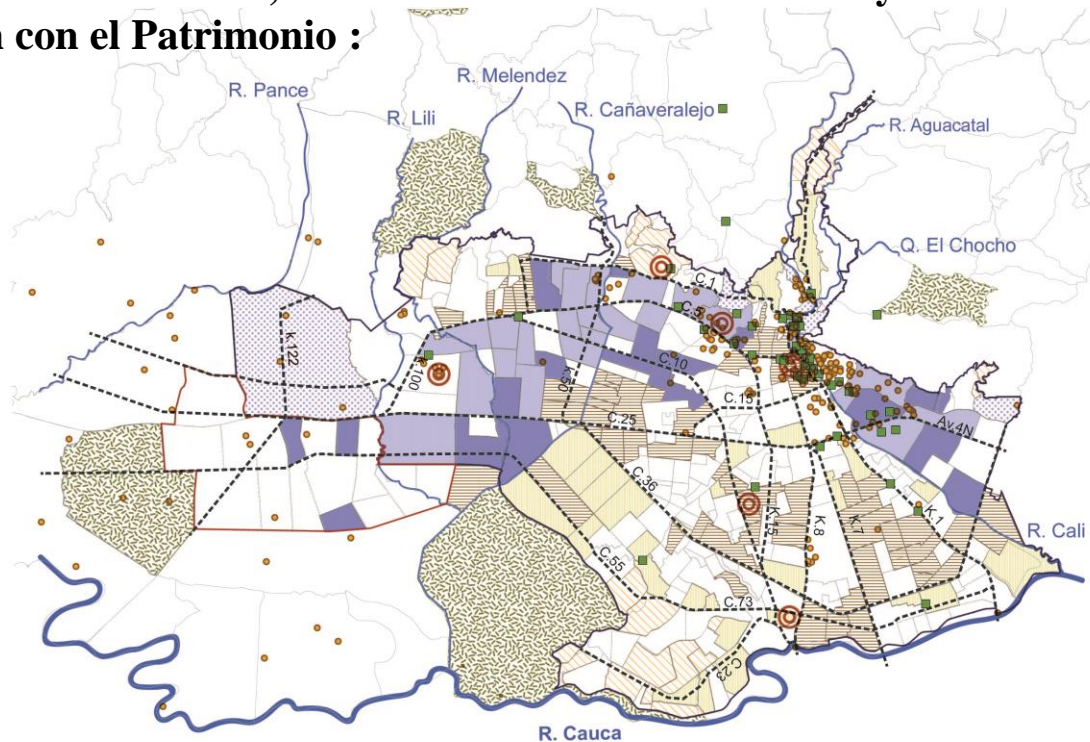 n con el Patrimonio :
R. Pance
R. Melendez
R. Lili
R. Cañaveralejo
R. Aguacatal
Q. El Chocho
C.1
C.5
K.122
K.100
K.50
C.10
C.15
C.25
Av.4N
C.36
K.15
K.8
K.7
K.1
R. Cali
C.55
C.73
C.23
R. Cauca